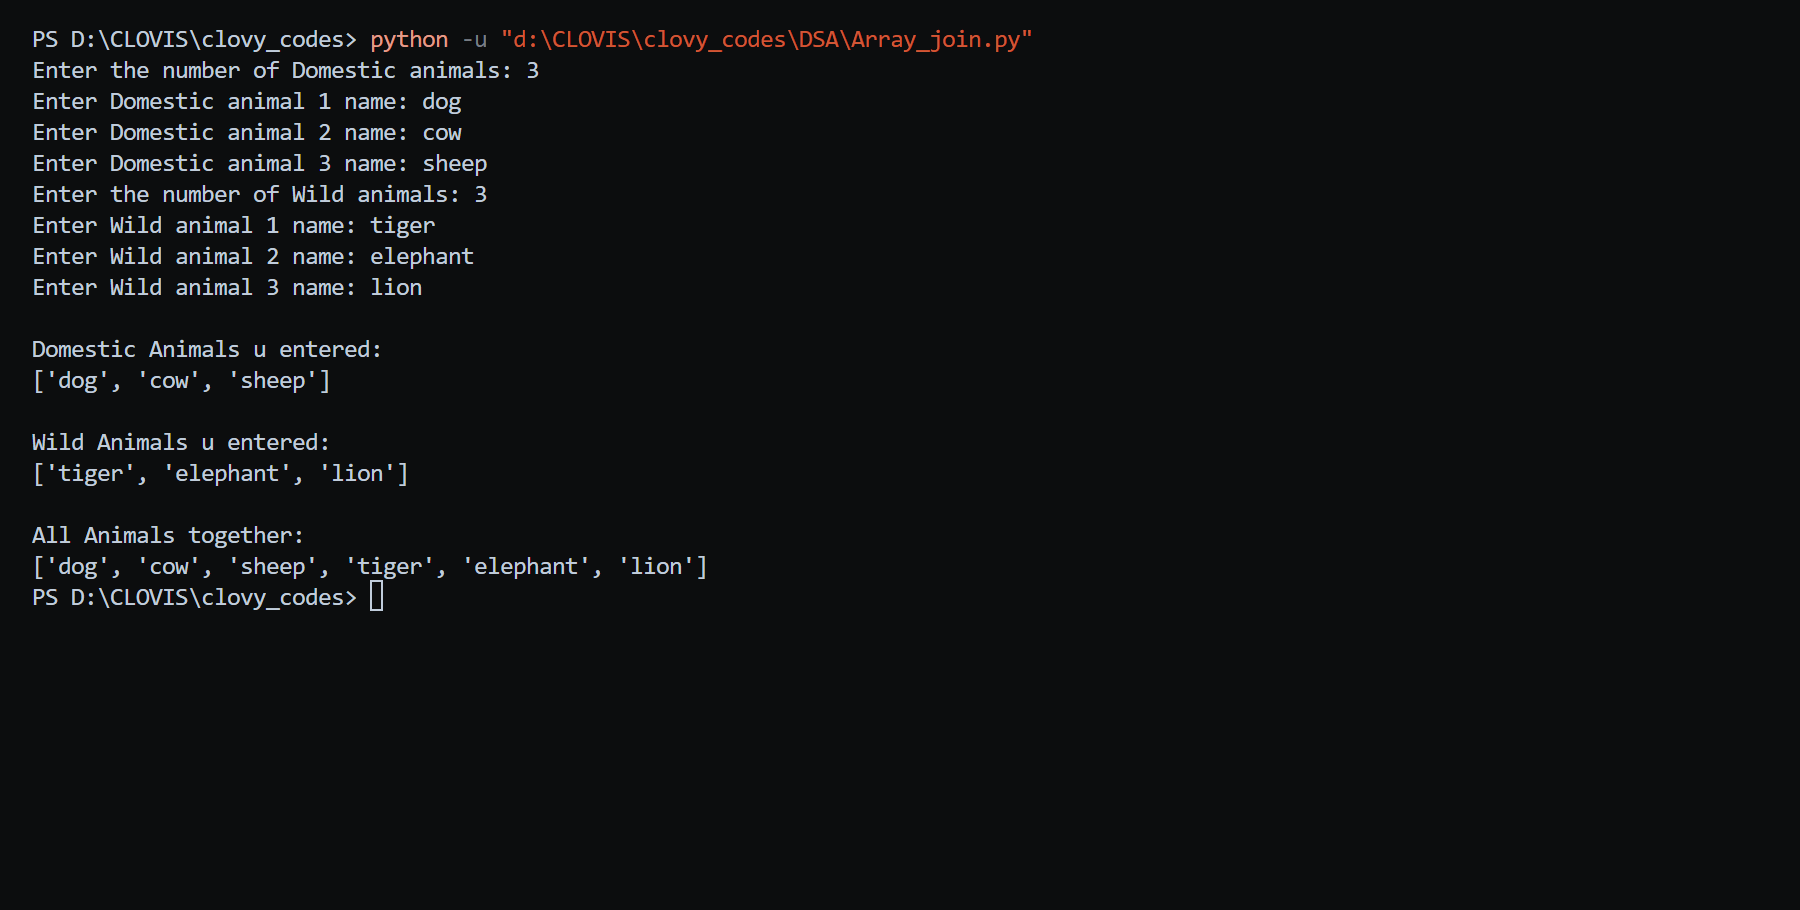 PS D:\CLOVIS\clovy_codes> python -u "d:\CLOVIS\clovy_codes\DSA\Array_join.py"
Enter the number of Domestic animals: 3
Enter Domestic animal 1 name: dog
Enter Domestic animal 2 name: cow
Enter Domestic animal 3 name: sheep
Enter the number of Wild animals: 3
Enter Wild animal 1 name: tiger
Enter Wild animal 2 name: elephant
Enter Wild animal 3 name: lion
Domestic Animals u entered:
['dog', 'cow', 'sheep']
Wild Animals u entered:
['tiger', 'elephant', 'lion']
All Animals together:
['dog', 'cow', 'sheep', 'tiger', 'elephant', 'lion']
PS D:\CLOVIS\clovy_codes>